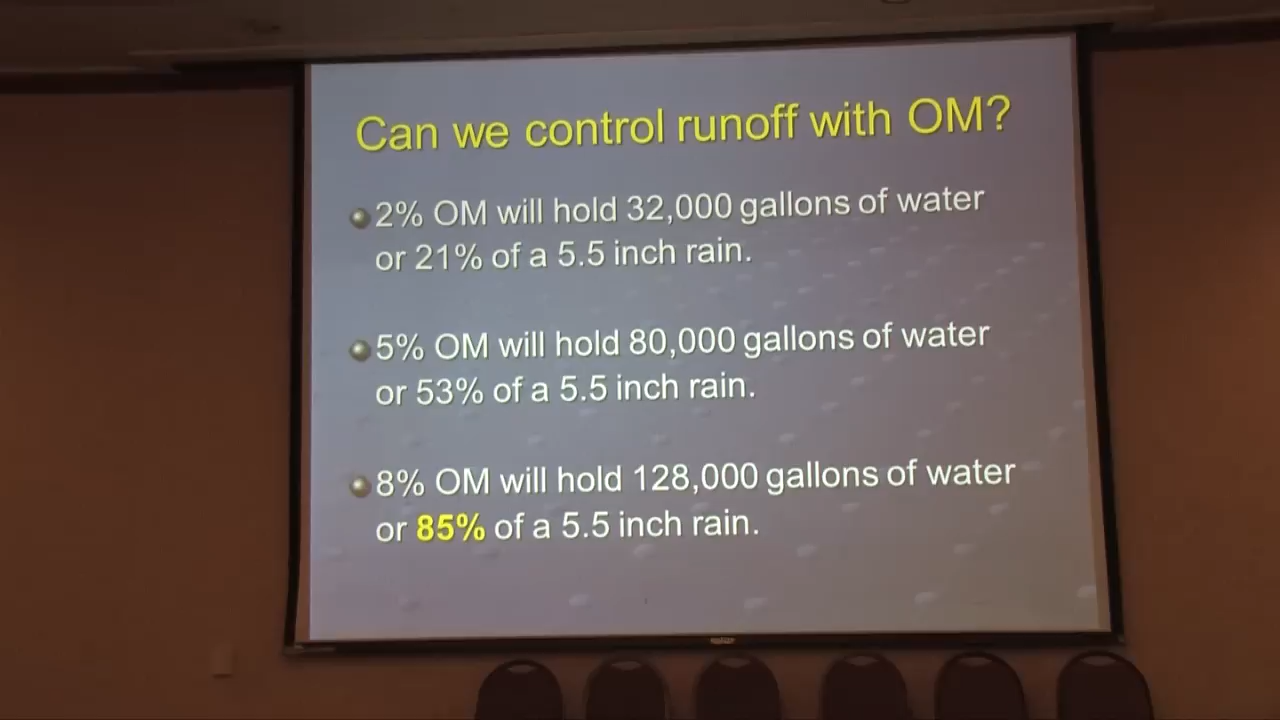 Can we control runoff with OM?
2% OM will hold 32,000 gallons of water
or 21% of a 5.5 inch rain.
5% OM will hold 80,000 gallons of water
or 53% of a 5.5 inch rain.
8% OM will hold 128,000 gallons of water
or 85% of a 5.5 inch rain.